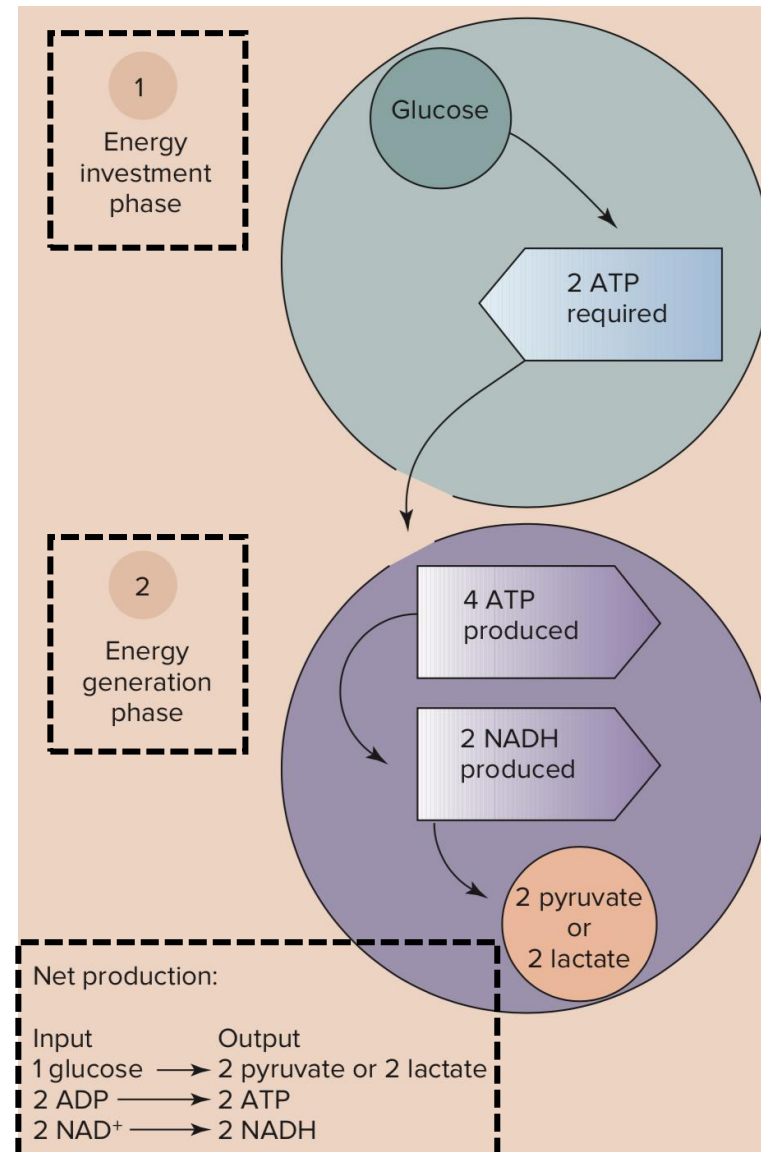 1
Energy
investment
phase
Glucose
2 ATP
required
2
Energy
generation
phase
4 ATP
produced
2 NADH
produced
2 pyruvate
or
2 lactate
Net production:
Input Output
1 glucose → 2 pyruvate or 2 lactate
2 ADP → 2 ATP
2 NAD⁺ → 2 NADH